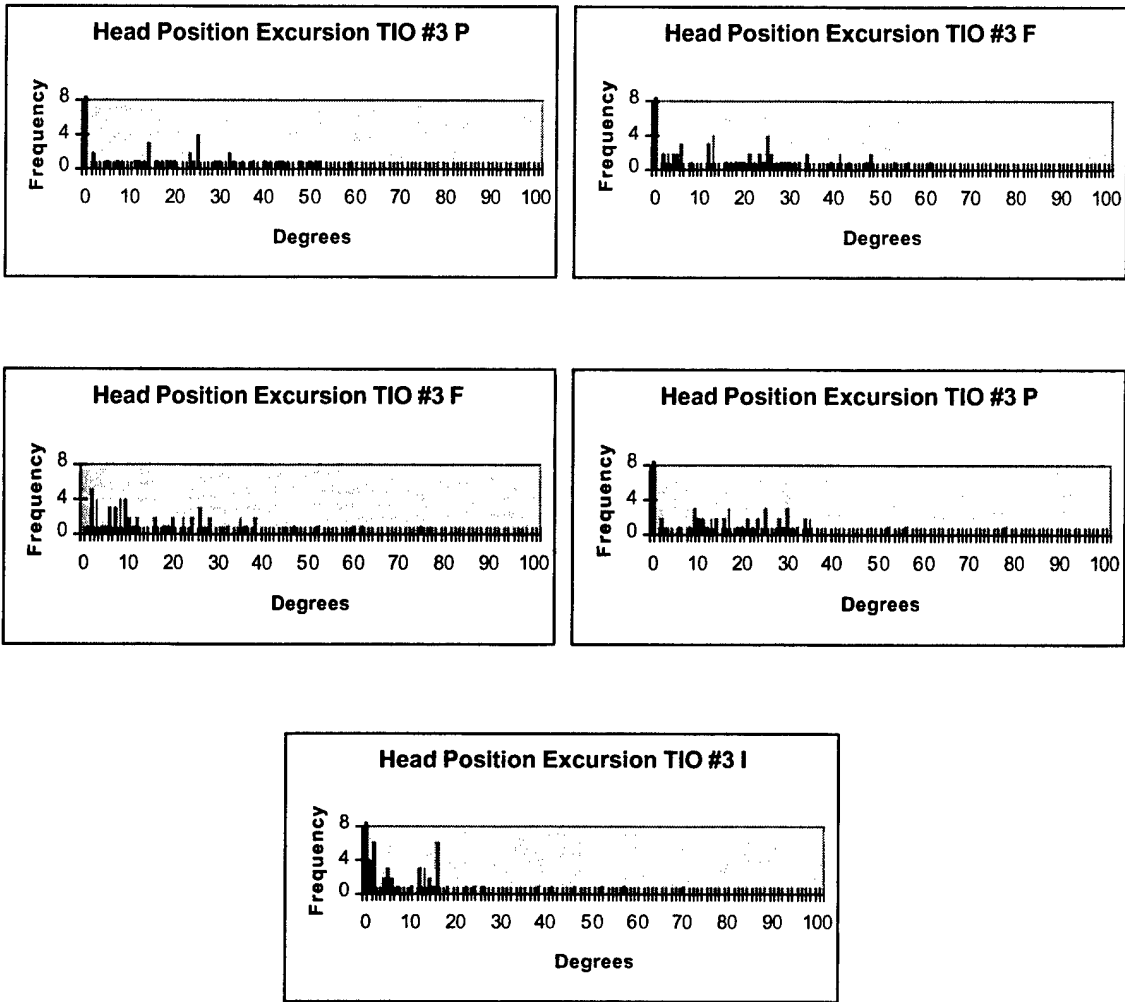 Head Position Excursion TIO #3 P
Frequency
8
4
0
0 10 20 30 40 50 60 70 80 90 100
Degrees
Head Position Excursion TIO #3 F
Frequency
8
4
0
0 10 20 30 40 50 60 70 80 90 100
Degrees
Head Position Excursion TIO #3 F
Frequency
8
4
0
0 10 20 30 40 50 60 70 80 90 100
Degrees
Head Position Excursion TIO #3 P
Frequency
8
4
0
0 10 20 30 40 50 60 70 80 90 100
Degrees
Head Position Excursion TIO #3 I
Frequency
8
4
0
0 10 20 30 40 50 60 70 80 90 100
Degrees